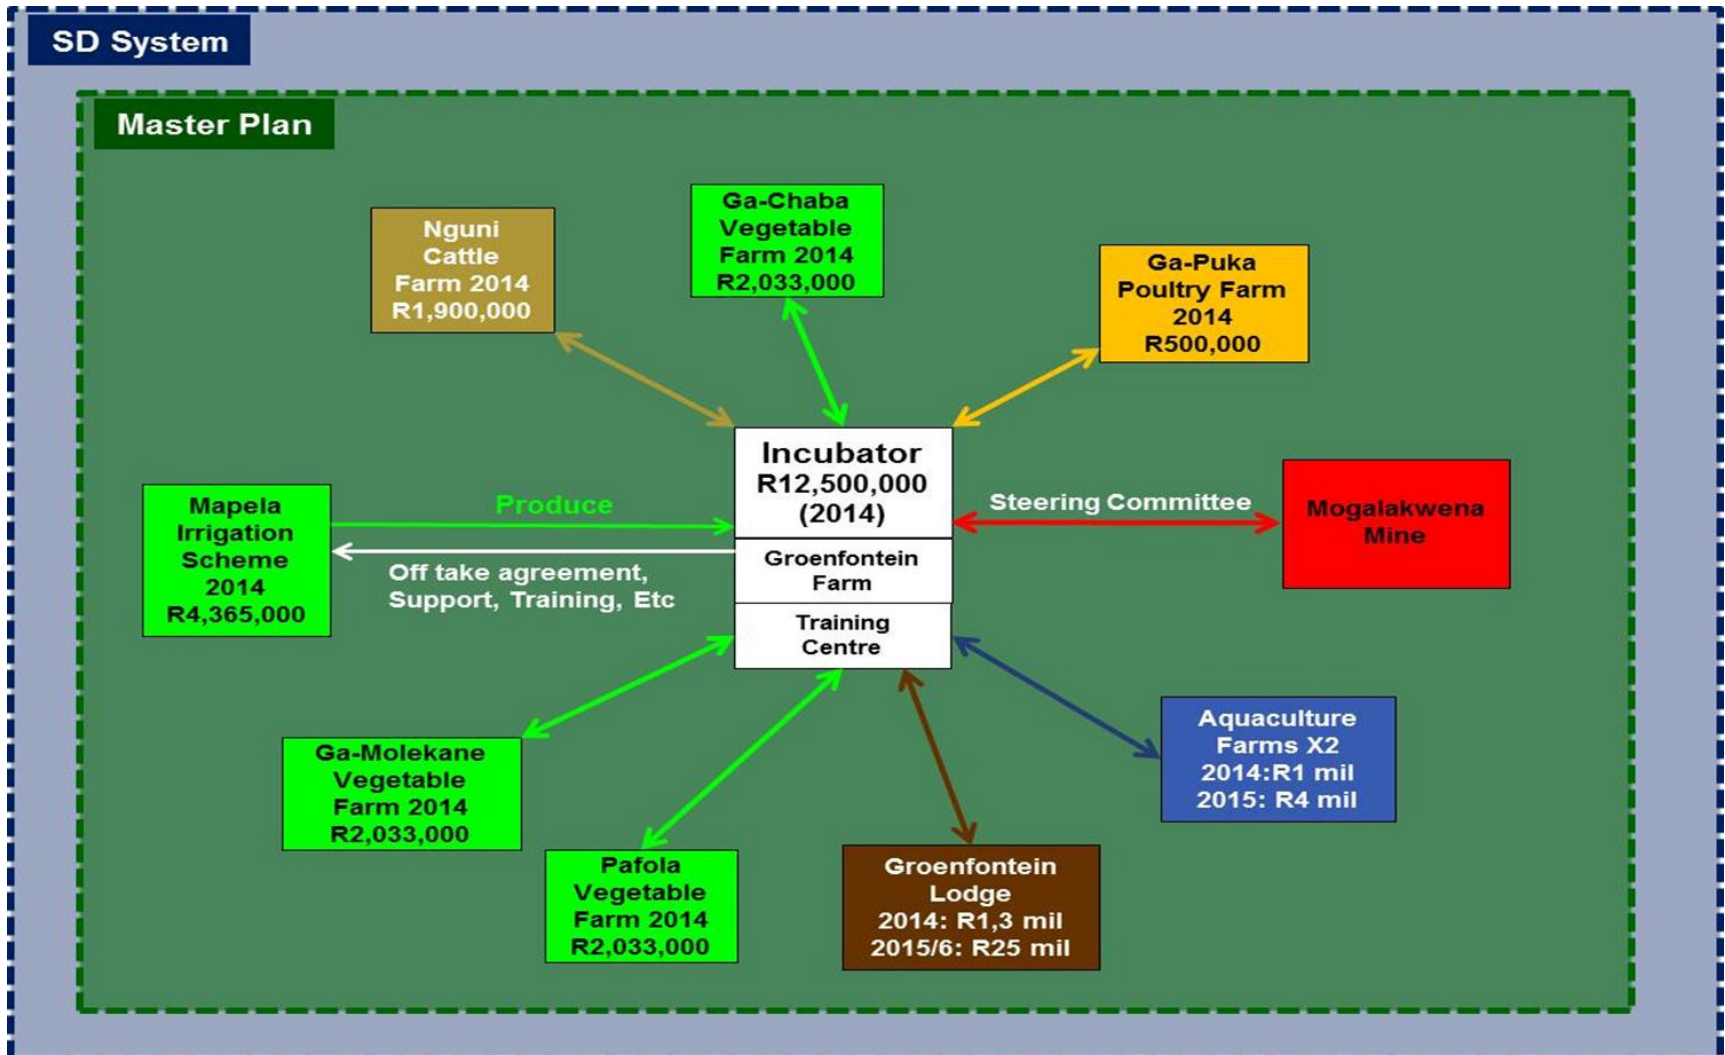 SD System
Master Plan
Nguni
Cattle
Farm 2014
R1,900,000
Ga-Chaba
Vegetable
Farm 2014
R2,033,000
Ga-Puka
Poultry Farm
2014
R500,000
Incubator
R12,500,000
(2014)
Groenfontein
Farm
Training
Centre
Steering Committee
Mogalakwena
Mine
Mapela
Irrigation
Scheme
2014
R4,365,000
Produce
Off take agreement,
Support, Training, Etc
Ga-Molekane
Vegetable
Farm 2014
R2,033,000
Pafola
Vegetable
Farm 2014
R2,033,000
Groenfontein
Lodge
2014: R1,3 mil
2015/6: R25 mil
Aquaculture
Farms X2
2014:R1 mil
2015: R4 mil